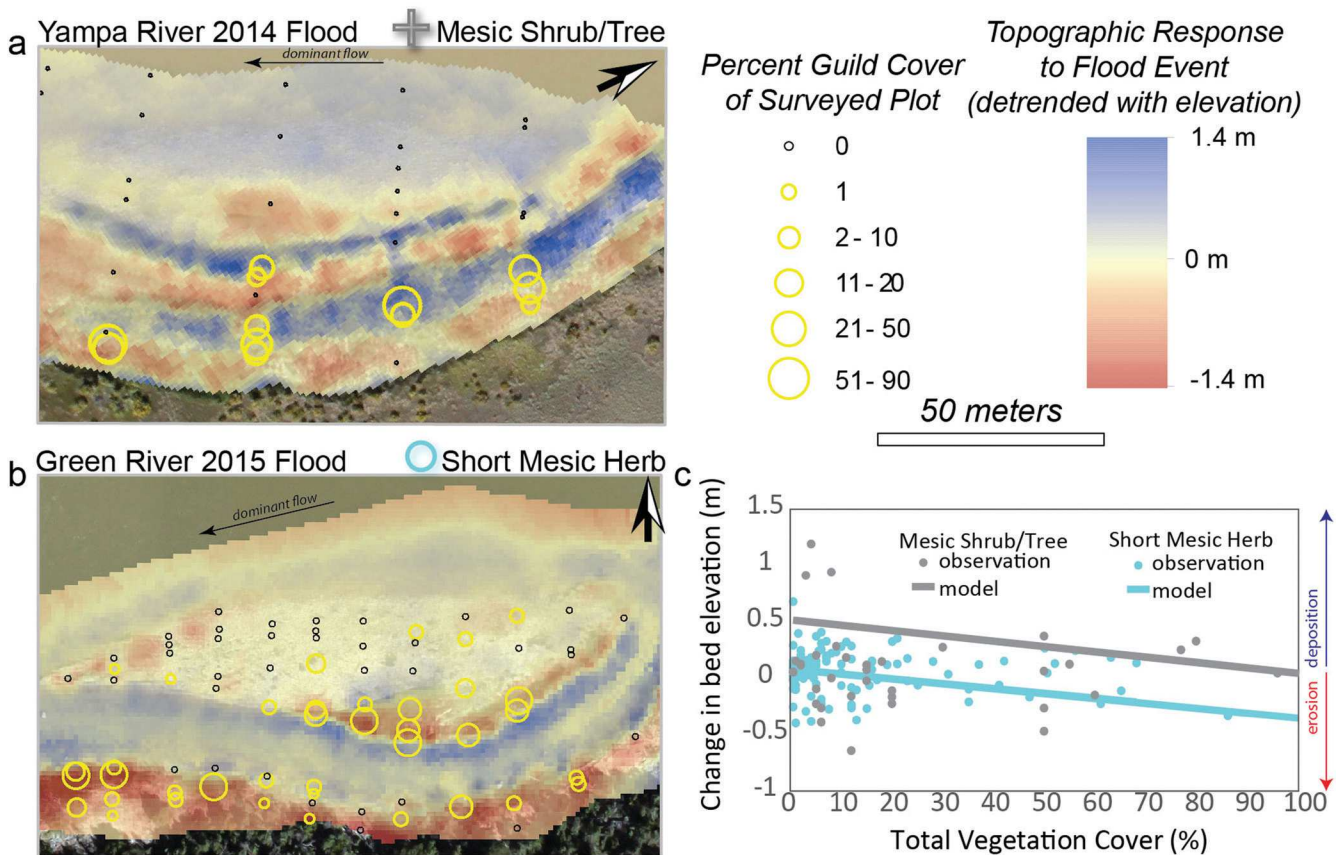 a
Yampa River 2014 Flood
Mesic Shrub/Tree
dominant flow
Percent Guild Cover
of Surveyed Plot
0
1
2 - 10
11 - 20
21 - 50
51 - 90
Topographic Response
to Flood Event
(detrended with elevation)
1.4 m
0 m
-1.4 m
50 meters
b
Green River 2015 Flood
Short Mesic Herb
dominant flow
c
Change in bed elevation (m)
1.5
1
0.5
0
-0.5
-1
Mesic Shrub/Tree
observation
model
Short Mesic Herb
observation
model
deposition
erosion
0 10 20 30 40 50 60 70 80 90 100
Total Vegetation Cover (%)